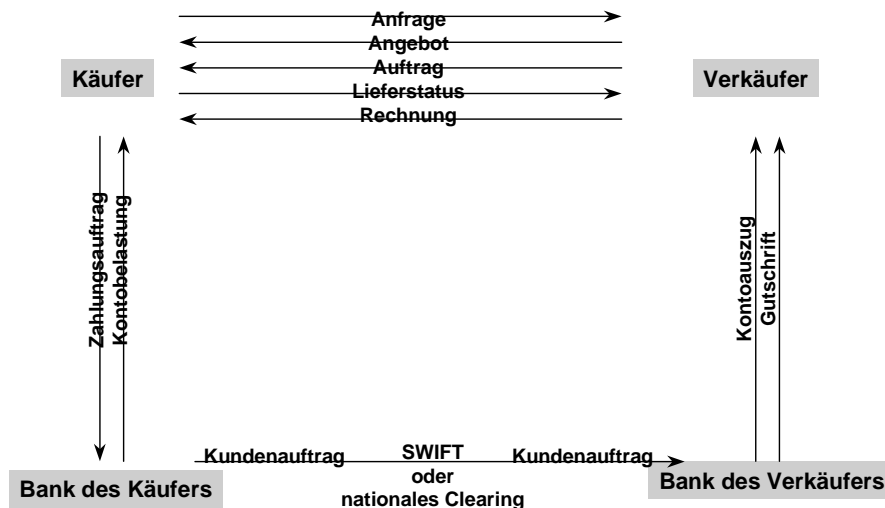 Anfrage
Angebot
Auftrag
Käufer
Verkäufer
Lieferstatus
Rechnung
Zahlungsauftrag
Kontobelastung
Kontoauszug
Gutschrift
Kundenauftrag SWIFT Kundenauftrag
oder
Bank des Käufers
nationales Clearing
Bank des Verkäufers